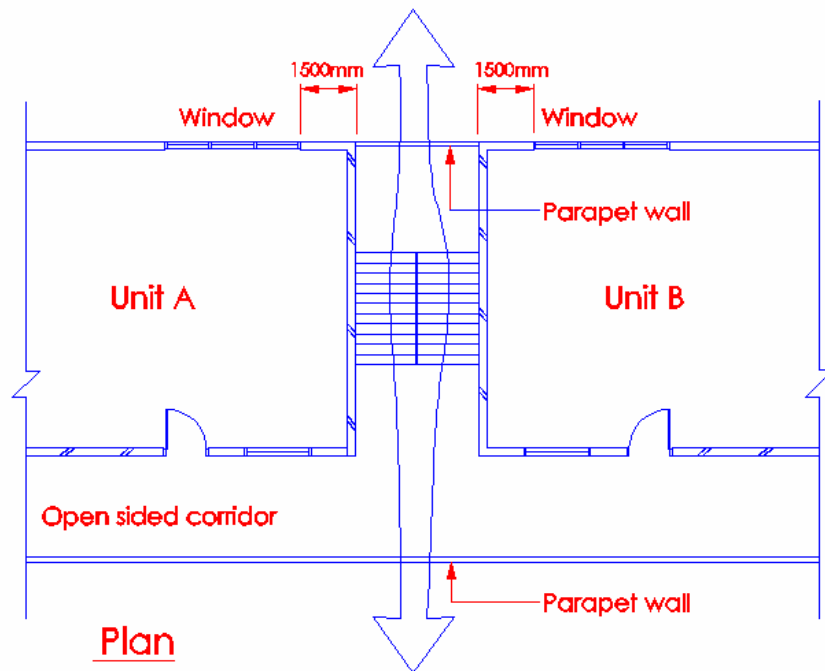 1500mm
1500mm
Window
Window
Parapet wall
Unit A
Unit B
Open sided corridor
Parapet wall
Plan